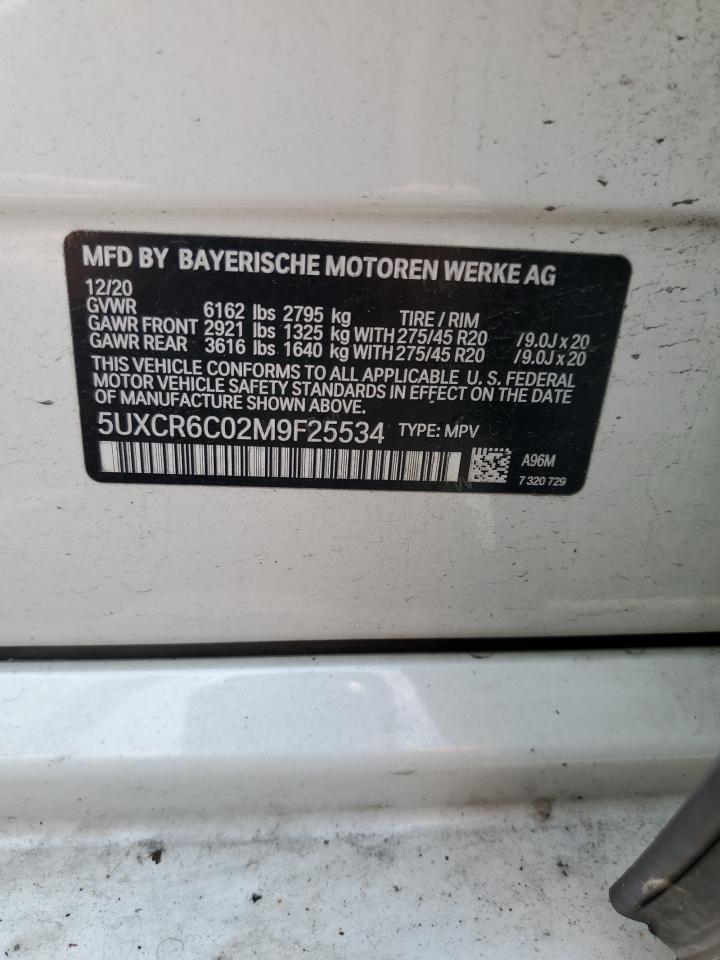 MFD BY BAYERISCHE MOTOREN WERKE AG
12/20
GVWR 6162 lbs 2795 kg TIRE / RIM
GAWR FRONT 2921 lbs 1325 kg WITH 275/45 R20 /9.0J x 20
GAWR REAR 3616 lbs 1640 kg WITH 275/45 R20 /9.0J x 20
THIS VEHICLE CONFORMS TO ALL APPLICABLE U. S. FEDERAL
MOTOR VEHICLE SAFETY STANDARDS IN EFFECT ON THE DATE
OF MANUFACTURE SHOWN ABOVE.
5UXCR6C02M9F25534 TYPE: MPV
A96M
7 320 729